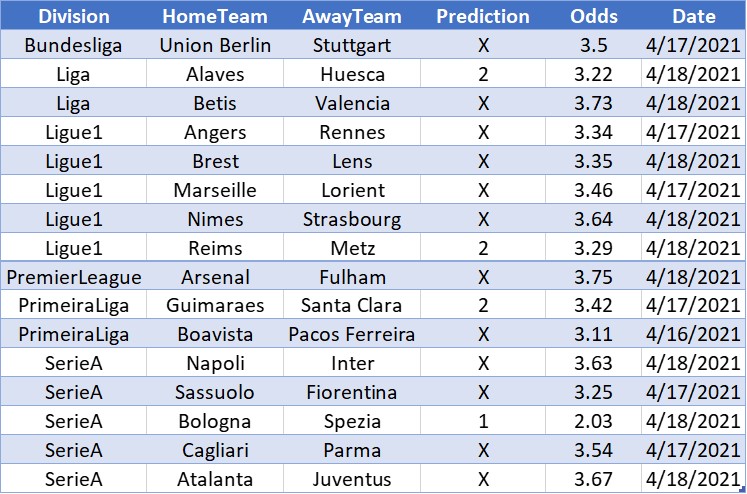 Division HomeTeam AwayTeam Prediction Odds Date
Bundesliga Union Berlin Stuttgart X 3.5 4/17/2021
Liga Alaves Huesca 2 3.22 4/18/2021
Liga Betis Valencia X 3.73 4/18/2021
Ligue1 Angers Rennes X 3.34 4/17/2021
Ligue1 Brest Lens X 3.35 4/18/2021
Ligue1 Marseille Lorient X 3.46 4/17/2021
Ligue1 Nimes Strasbourg X 3.64 4/18/2021
Ligue1 Reims Metz 2 3.29 4/18/2021
PremierLeague Arsenal Fulham X 3.75 4/18/2021
PrimeiraLiga Guimaraes Santa Clara 2 3.42 4/17/2021
PrimeiraLiga Boavista Pacos Ferreira X 3.11 4/16/2021
SerieA Napoli Inter X 3.63 4/18/2021
SerieA Sassuolo Fiorentina X 3.25 4/17/2021
SerieA Bologna Spezia 1 2.03 4/18/2021
SerieA Cagliari Parma X 3.54 4/17/2021
SerieA Atalanta Juventus X 3.67 4/18/2021